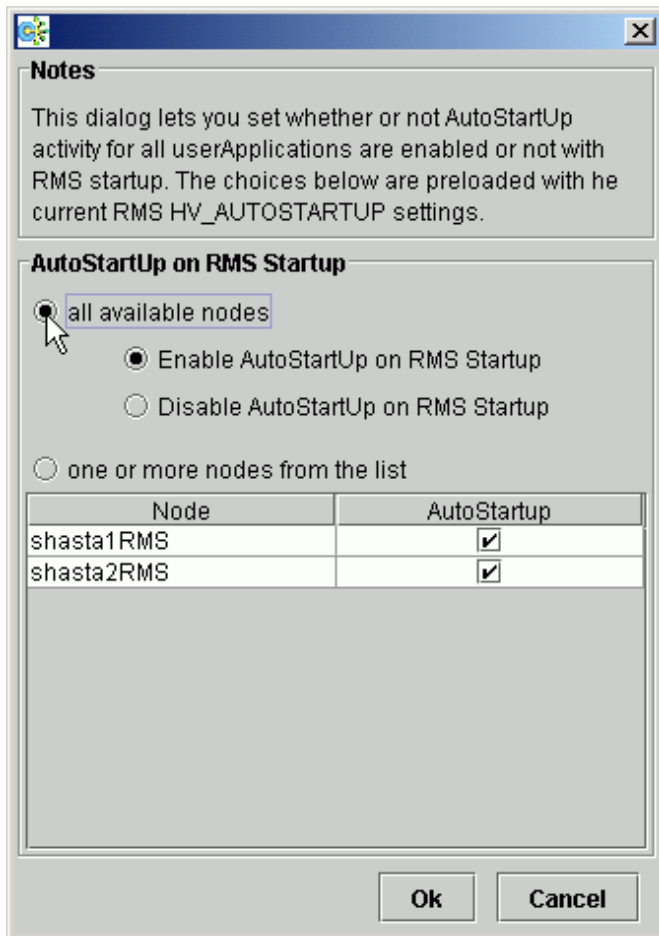 Notes
This dialog lets you set whether or not AutoStartUp
activity for all userApplications are enabled or not with
RMS startup. The choices below are preloaded with he
current RMS HV_AUTOSTARTUP settings.
AutoStartUp on RMS Startup
all available nodes
Enable AutoStartUp on RMS Startup
Disable AutoStartUp on RMS Startup
one or more nodes from the list
Node AutoStartup
shasta1RMS
shasta2RMS
Ok Cancel